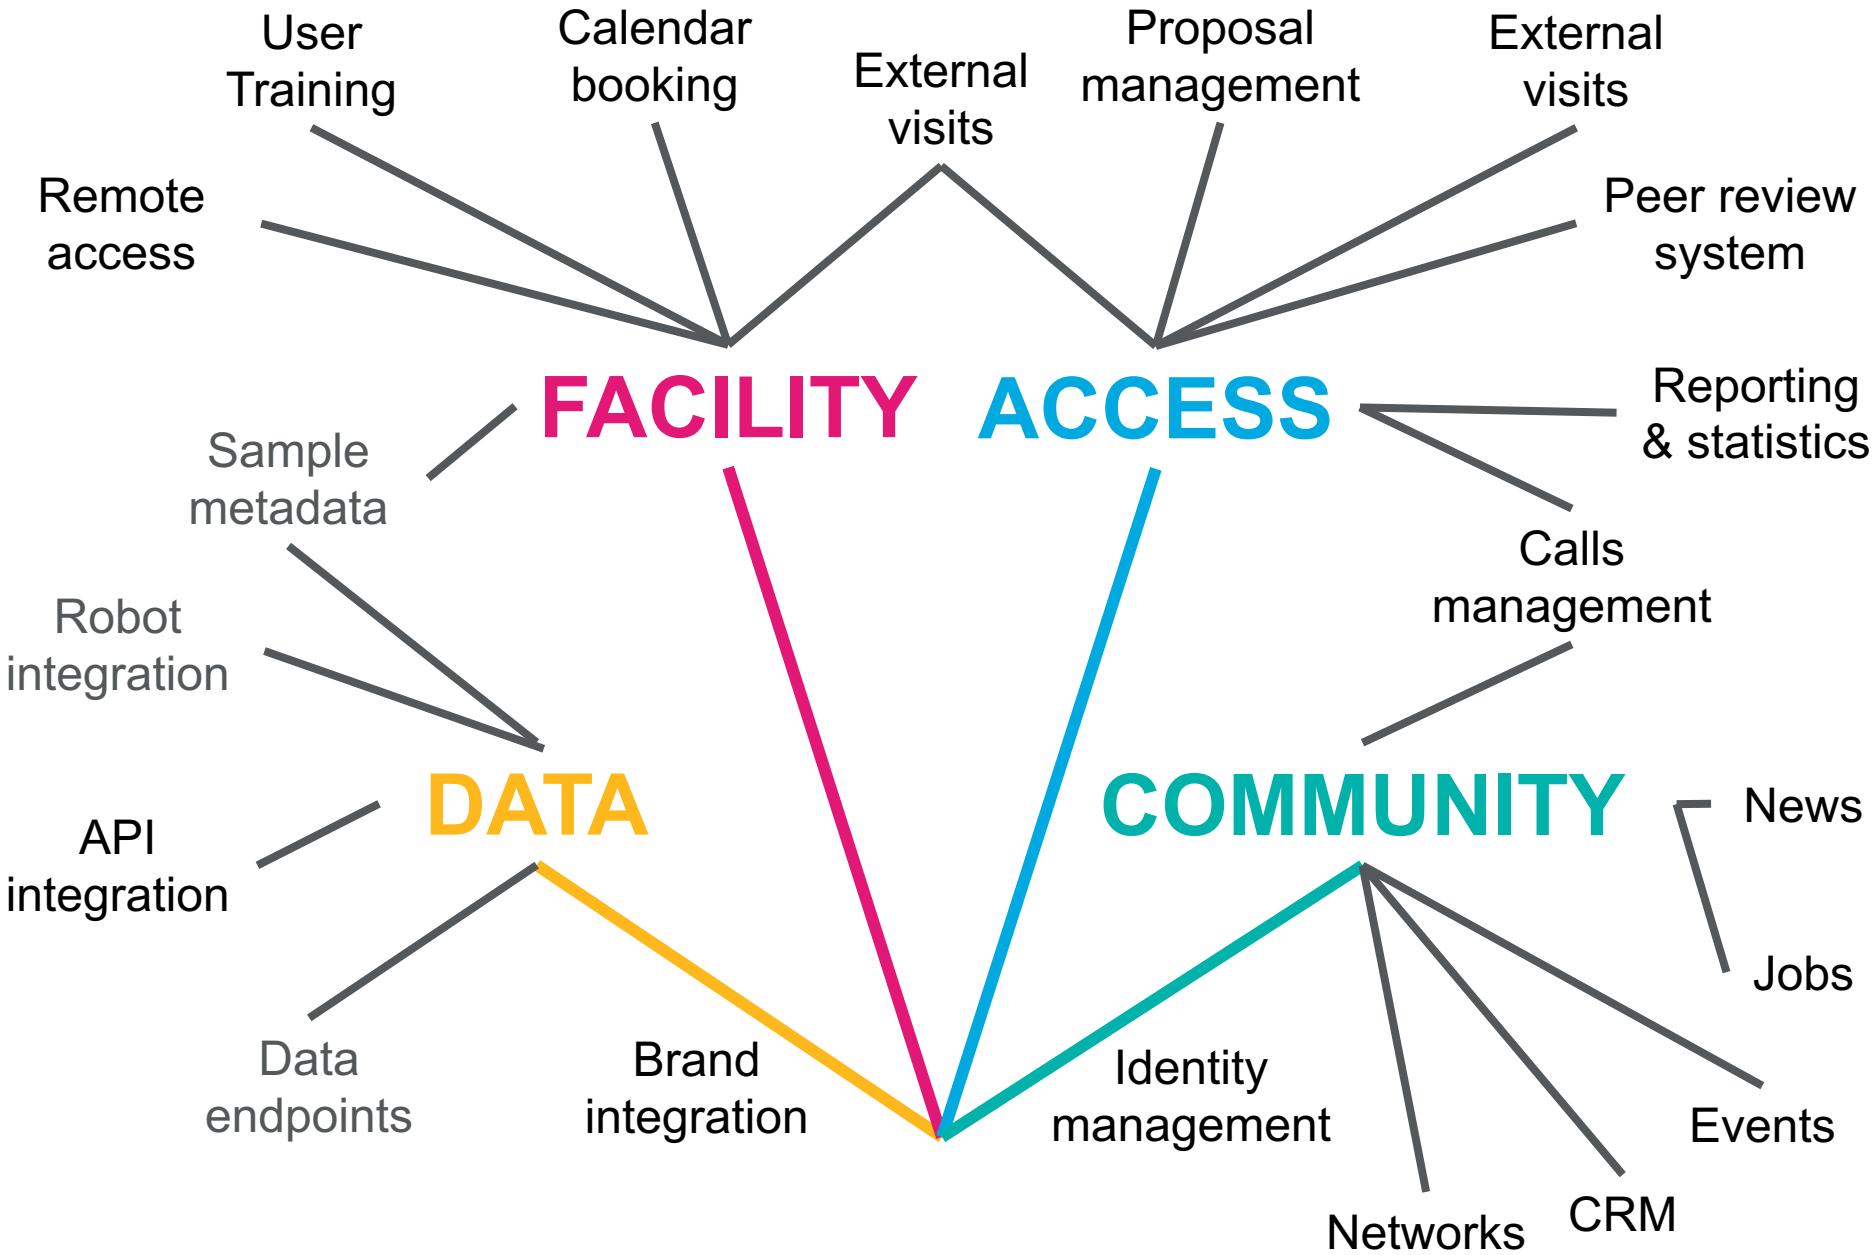 User
Training
Calendar
booking
External
visits
Proposal
management
External
visits
Remote
access
Peer review
system
FACILITY
ACCESS
Reporting
& statistics
Sample
metadata
Calls
management
Robot
integration
DATA
COMMUNITY
News
API
integration
Jobs
Data
endpoints
Brand
integration
Identity
management
Events
Networks
CRM